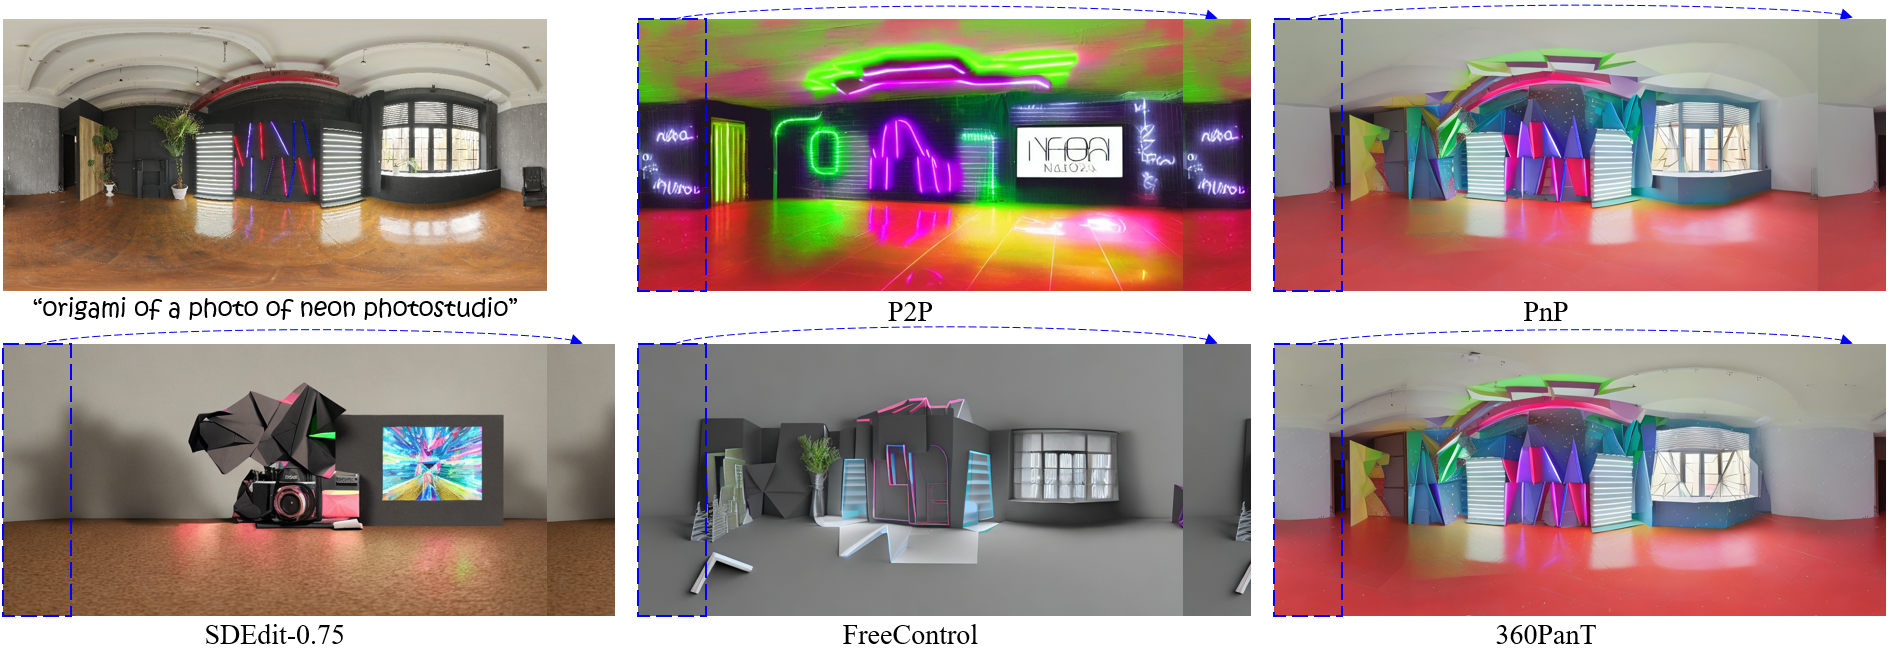 “origami of a photo of neon photostudio”
P2P
PnP
SDEdit-0.75
FreeControl
360PanT